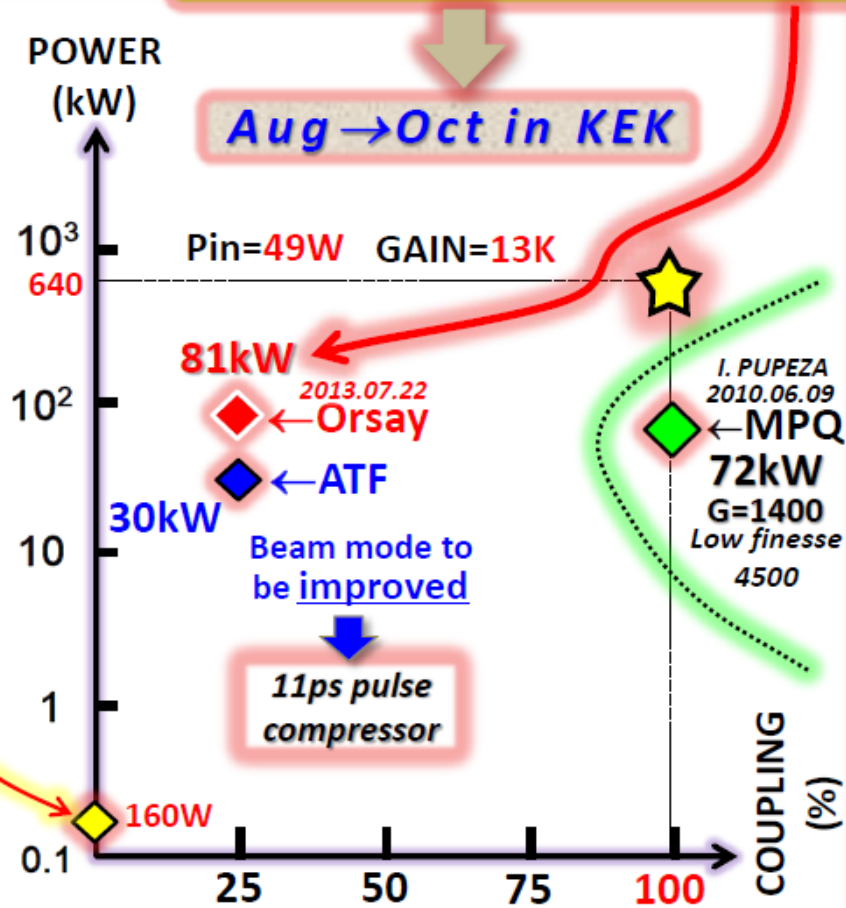 POWER
(kW)
Aug→Oct in KEK
10³
Pin=49W GAIN=13K
640
81kW
2013.07.22
←Orsay
I. PUPEZA
2010.06.09
←MPQ
72kW
G=1400
Low finesse
4500
10²
←ATF
30kW
10
Beam mode to
be improved
11ps pulse
compressor
1
160W
0.1
25 50 75 100
COUPLING
(%)